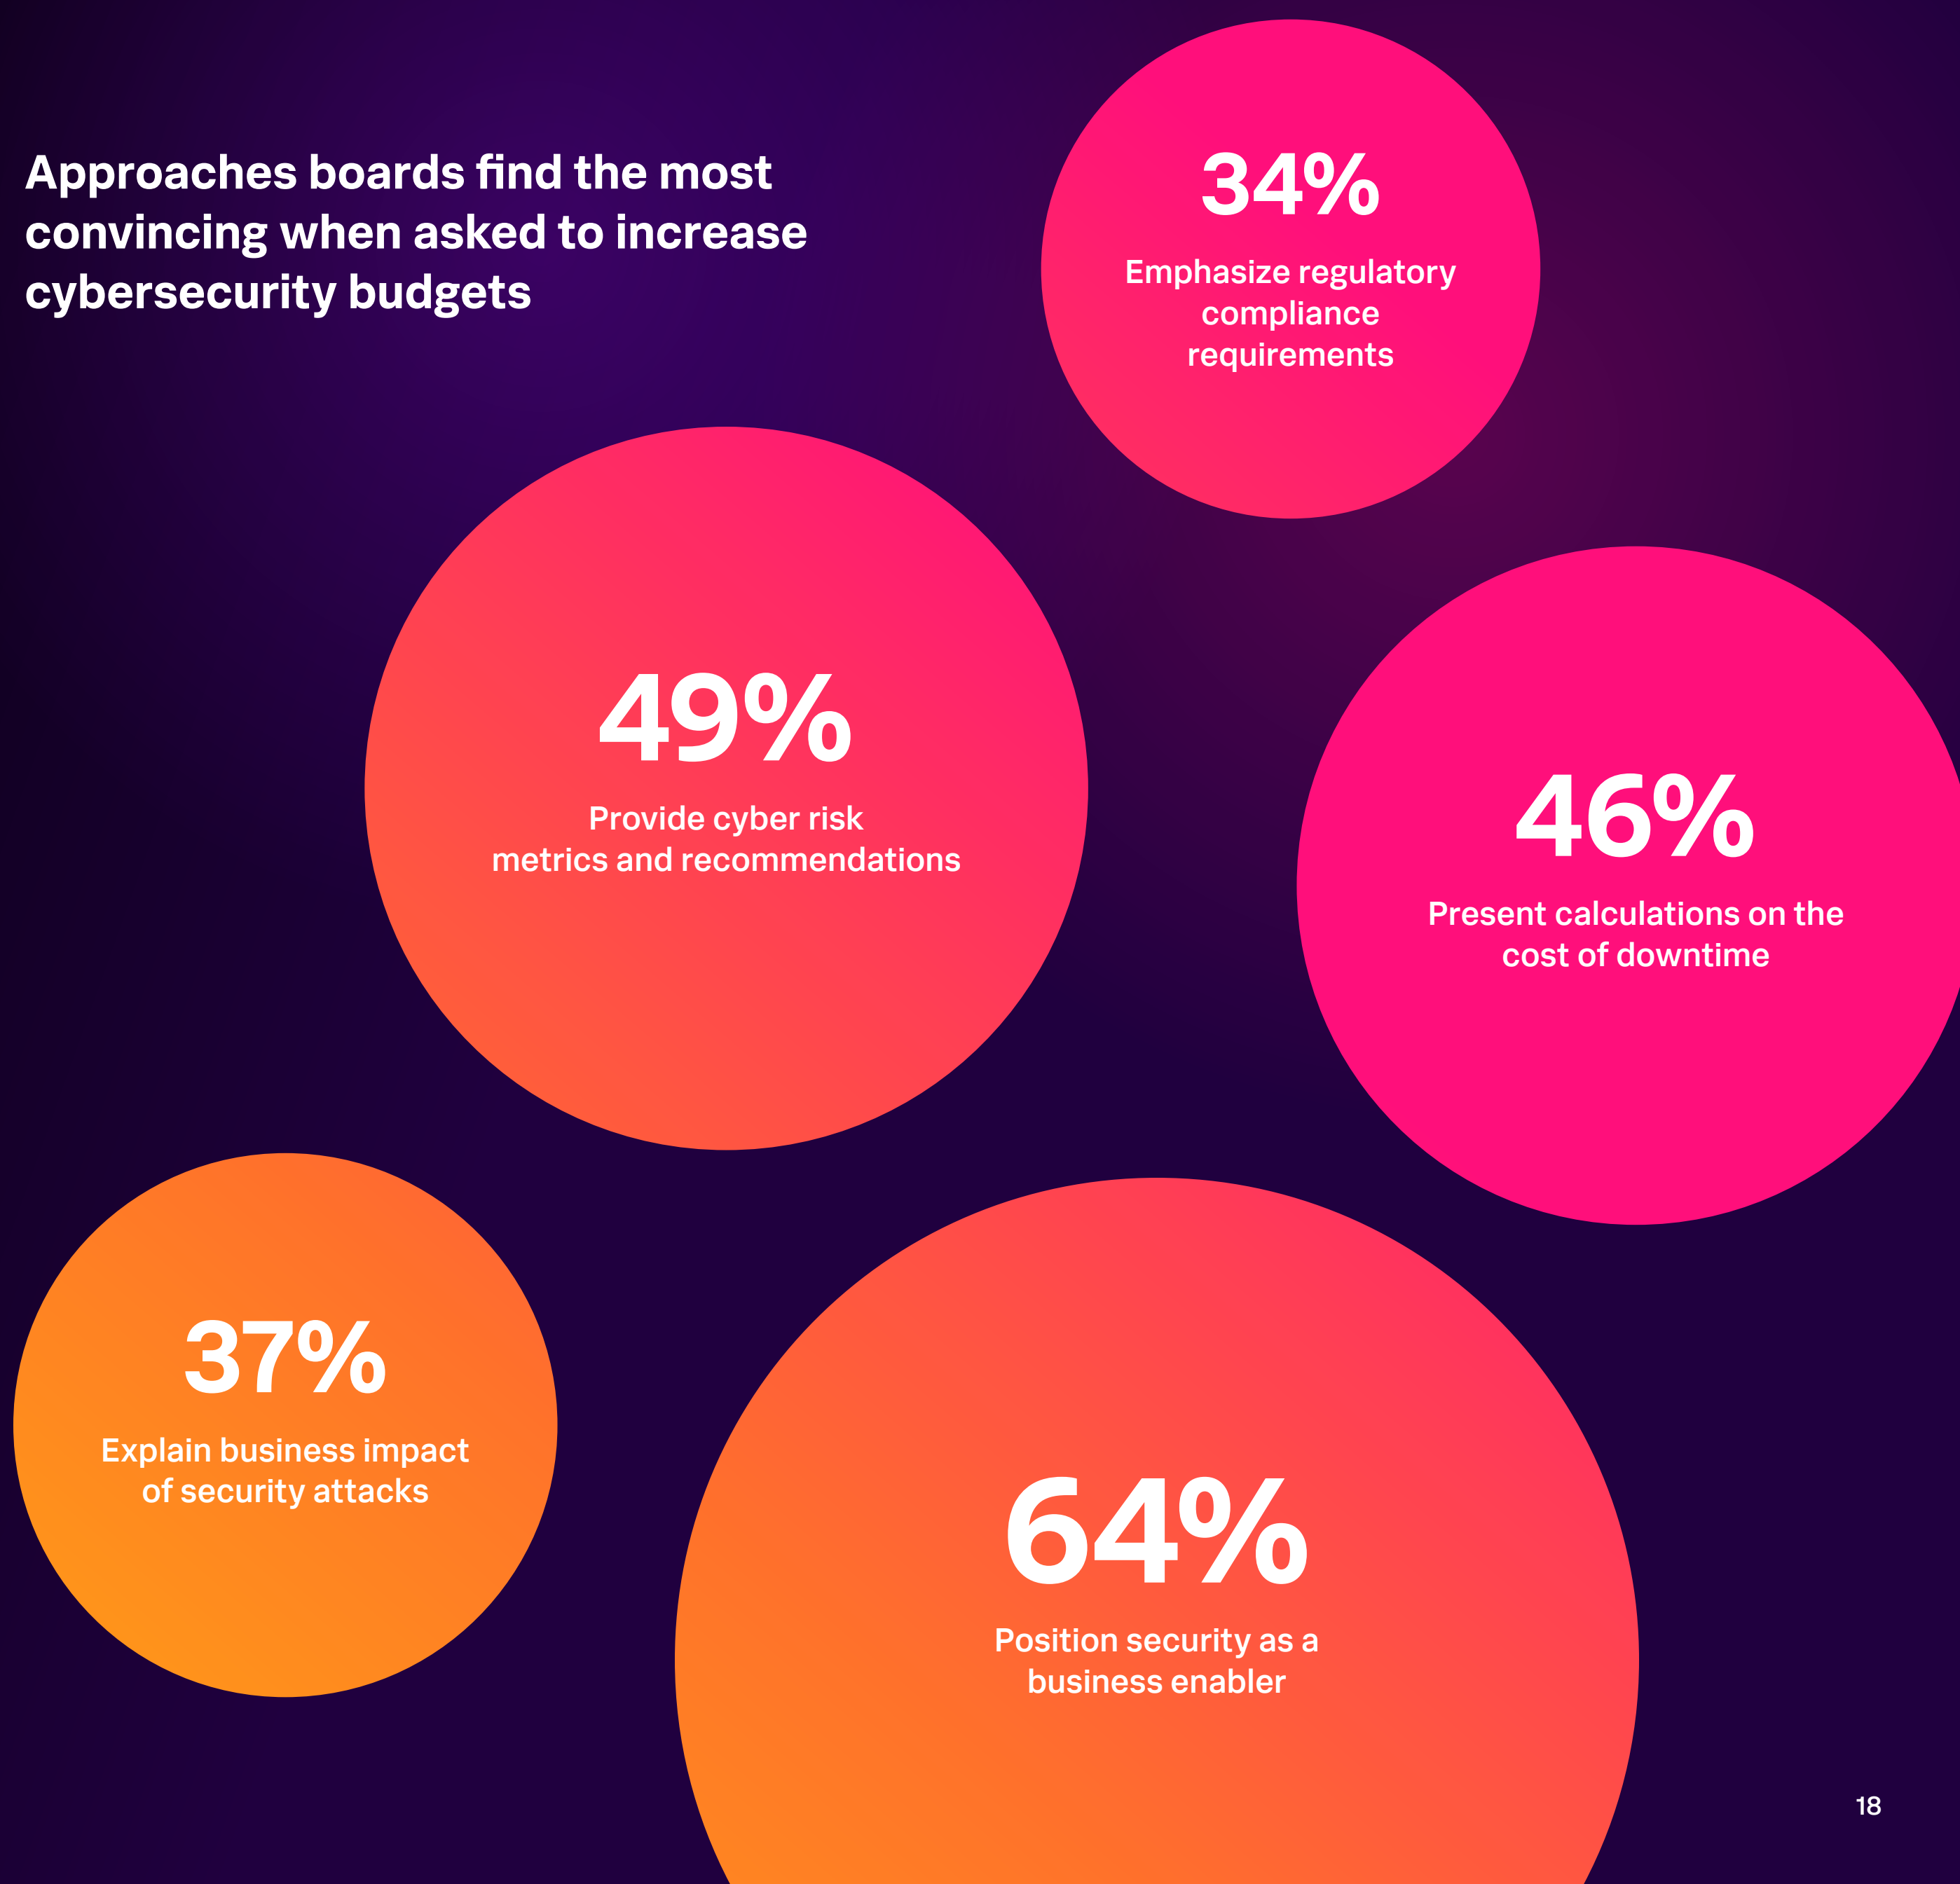 Approaches boards find the most
convincing when asked to increase
cybersecurity budgets
34%
Emphasize regulatory
compliance
requirements
49%
Provide cyber risk
metrics and recommendations
46%
Present calculations on the
cost of downtime
37%
Explain business impact
of security attacks
64%
Position security as a
business enabler
18